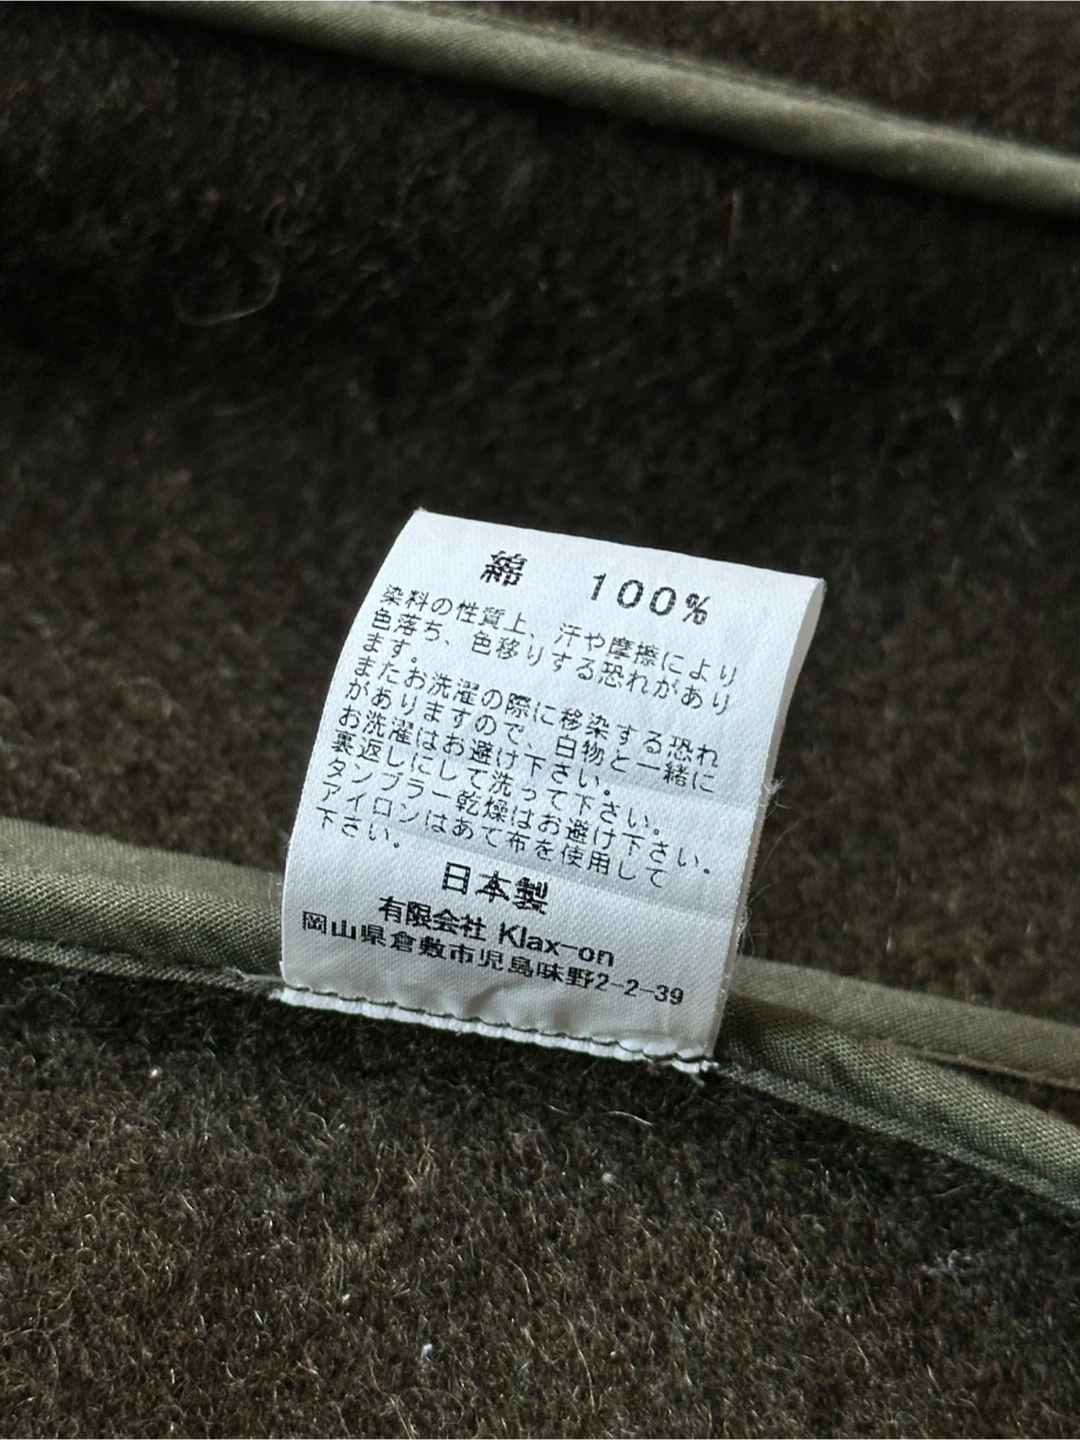 綿 100%
染料の性質上、汗や摩擦により
色落ち、色移りする恐れがあり
ます。
またお洗濯の際に移染する恐れ
がありますので、白物と一緒に
お洗濯はお避け下さい。
裏返しにして洗って下さい。
タンブラー乾燥はお避け下さい。
アイロンはあて布を使用して
下さい。
日本製
有限会社 Klax-on
岡山県倉敷市児島味野2-2-39